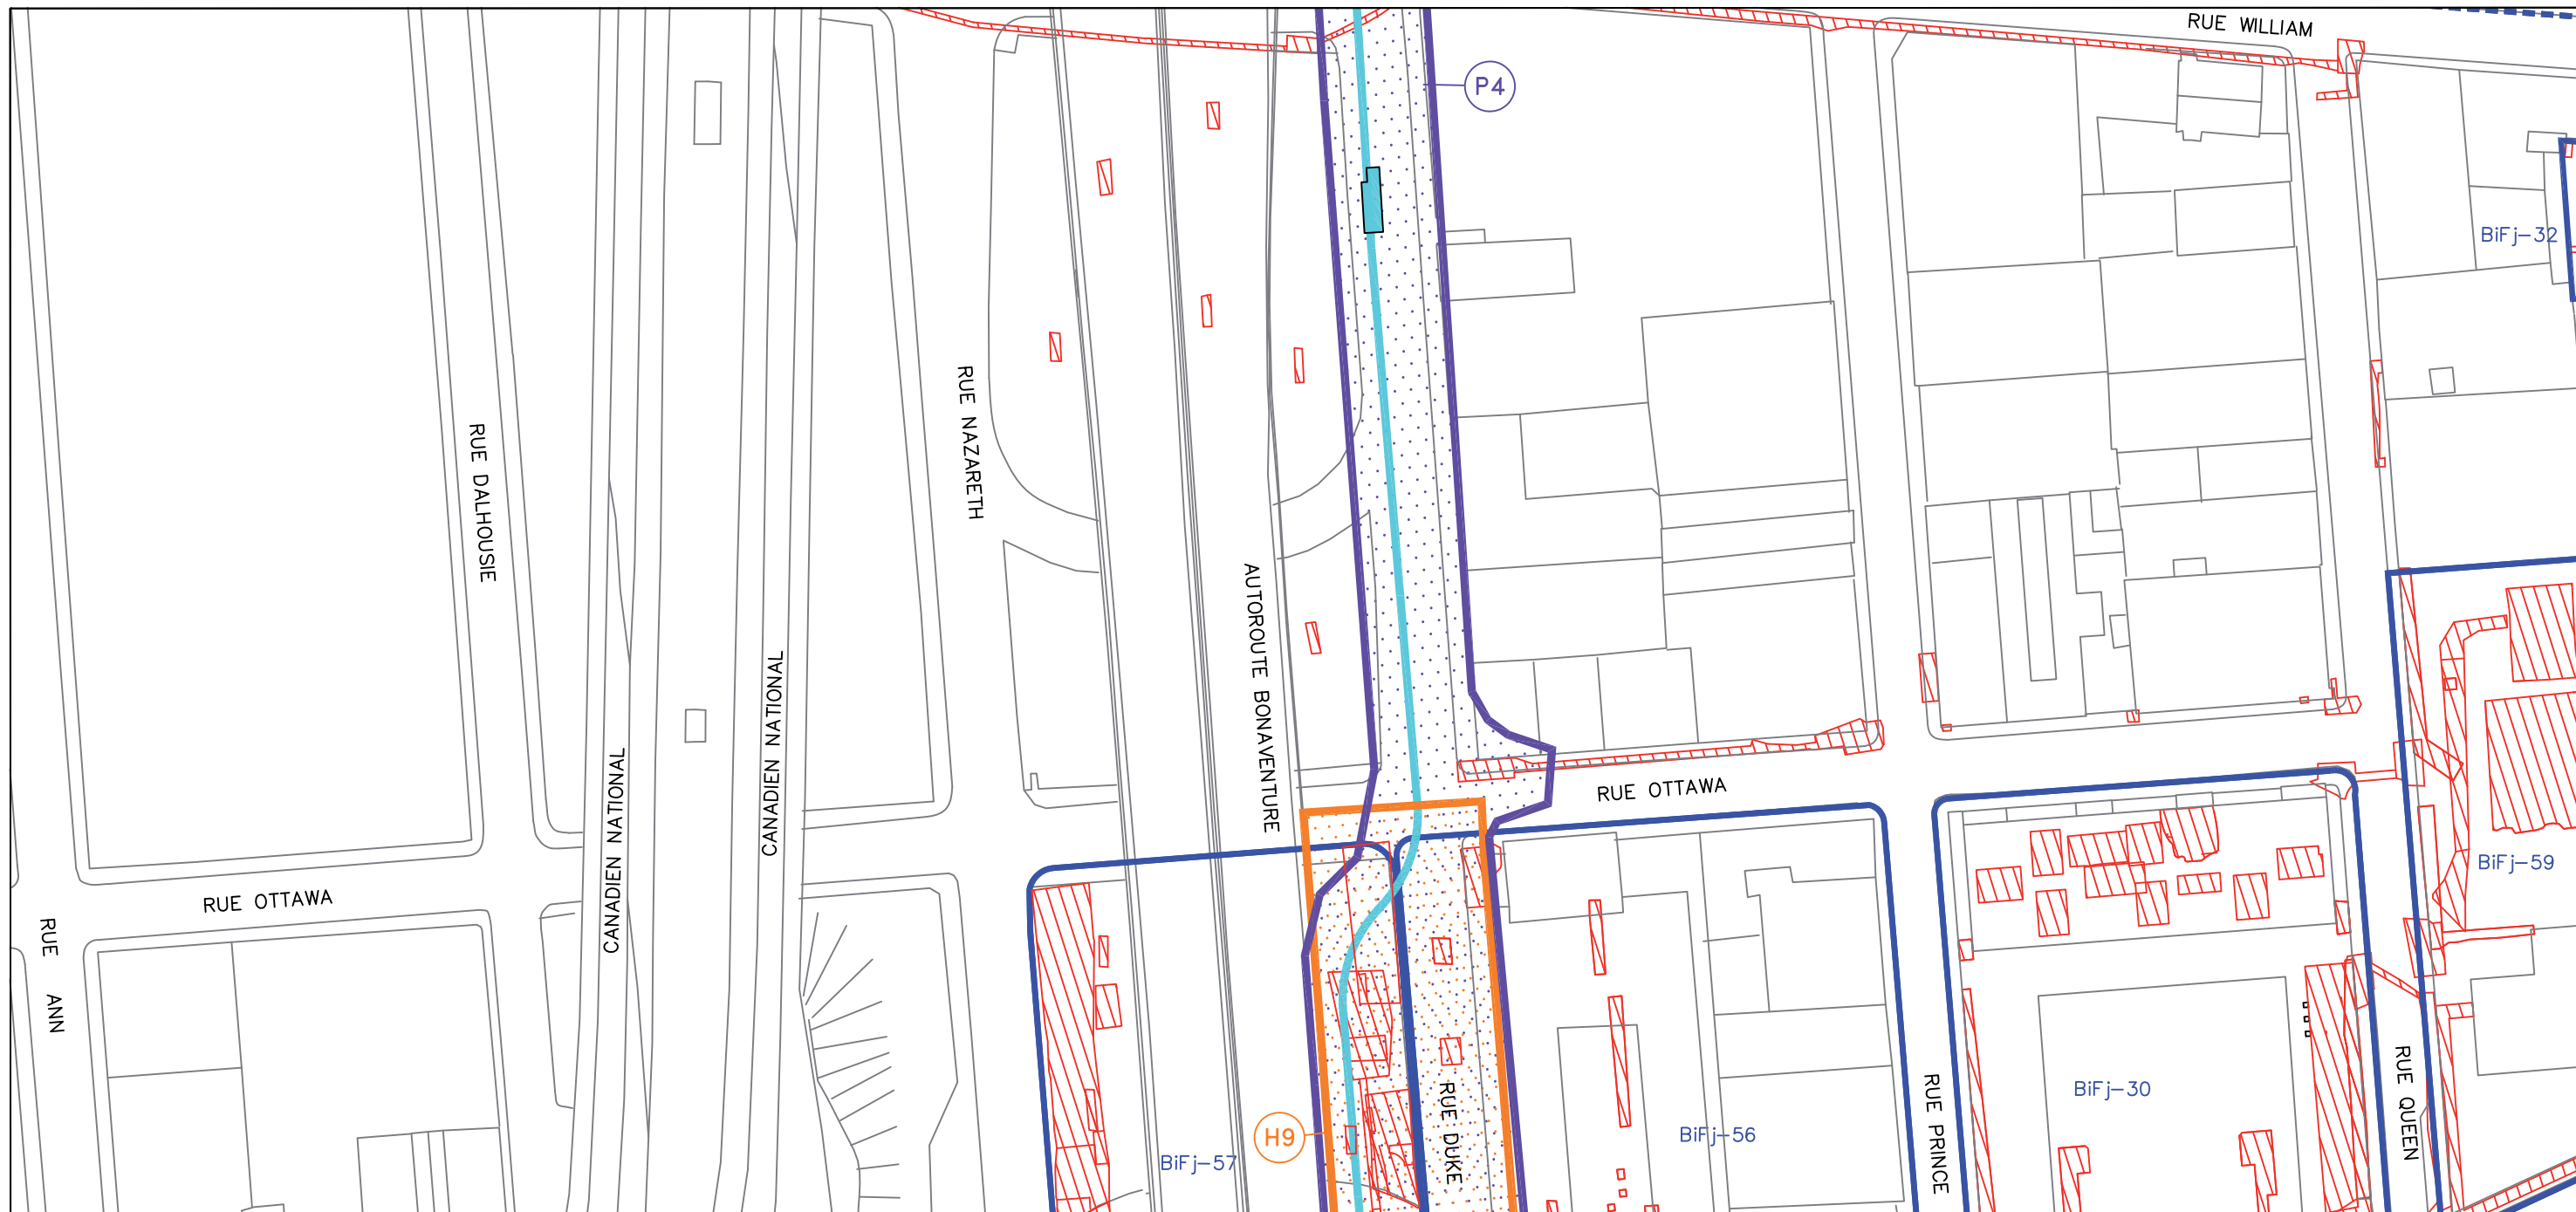 RUE WILLIAM
P4
BiFj-32
RUE NAZARETH
RUE DALHOUSIE
AUTOROUTE BONAVENTURE
CANADIEN NATIONAL
CANADIEN NATIONAL
RUE OTTAWA
BiFj-59
RUE OTTAWA
RUE ANN
RUE DUKE
RUE PRINCE
RUE QUEEN
BiFj-30
H9
BiFj-56
BiFj-57